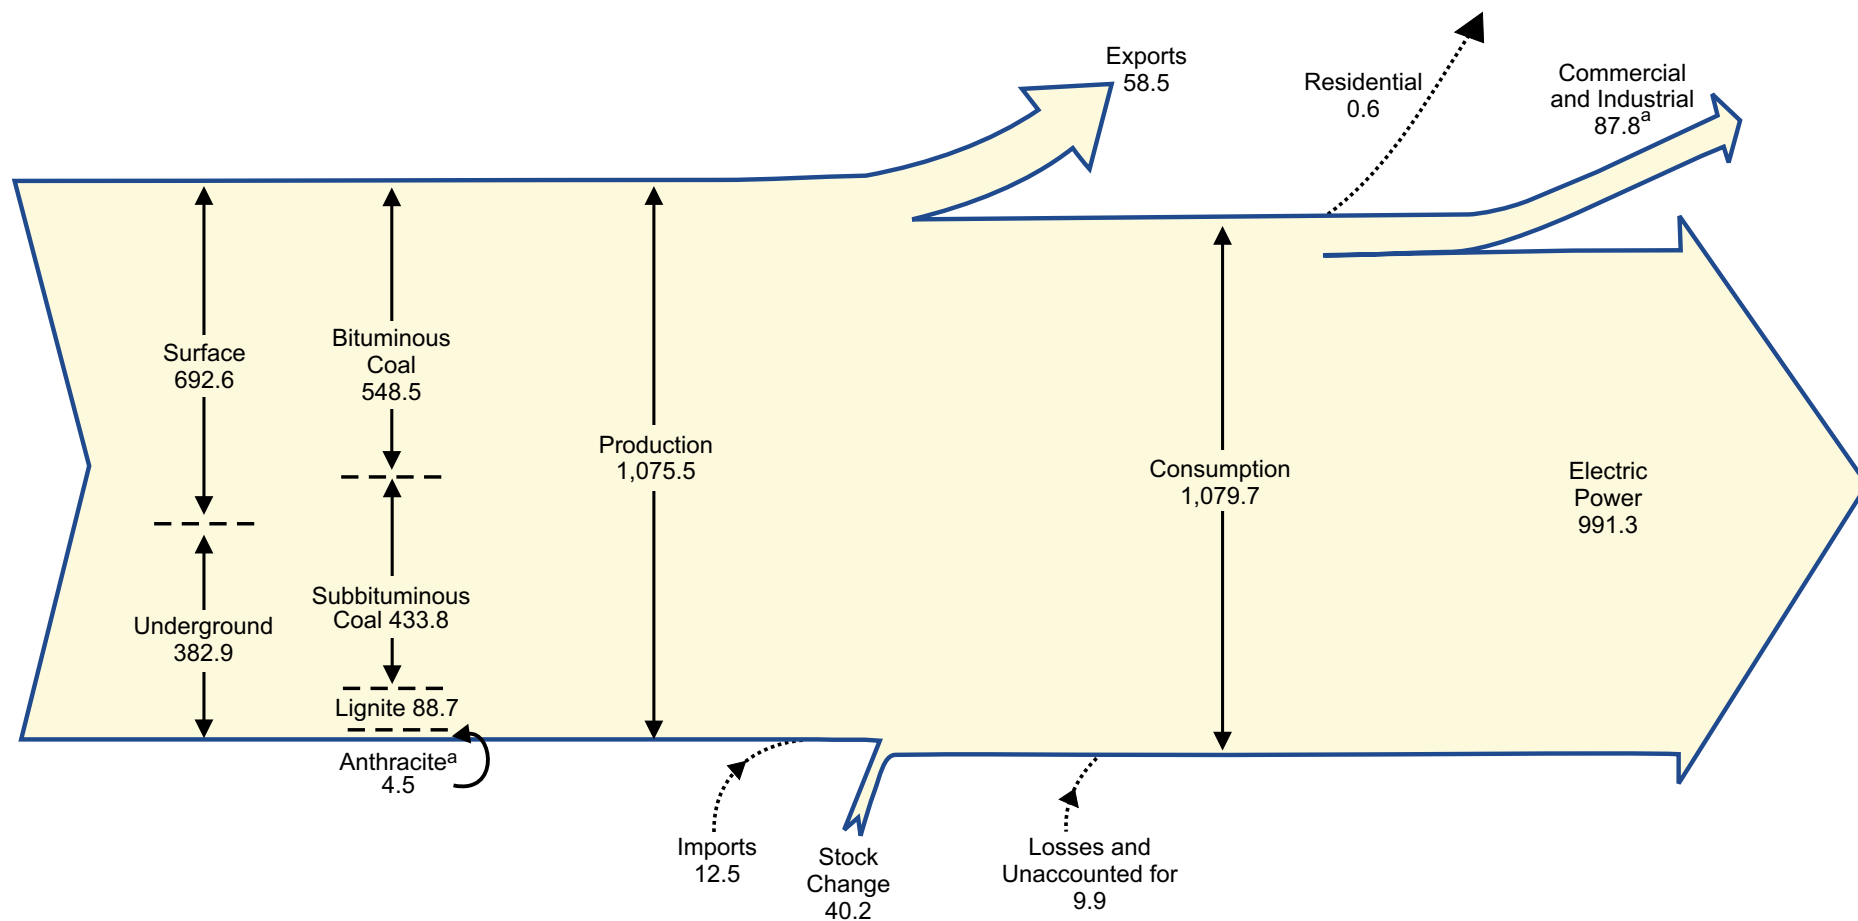 Exports
58.5
Residential
0.6
Commercial
and Industrial
87.8ᵃ
Surface
692.6
Bituminous
Coal
548.5
Production
1,075.5
Consumption
1,079.7
Electric
Power
991.3
Subbituminous
Coal 433.8
Underground
382.9
Lignite 88.7
Anthraciteᵃ
4.5
Imports
12.5
Stock
Change
40.2
Losses and
Unaccounted for
9.9